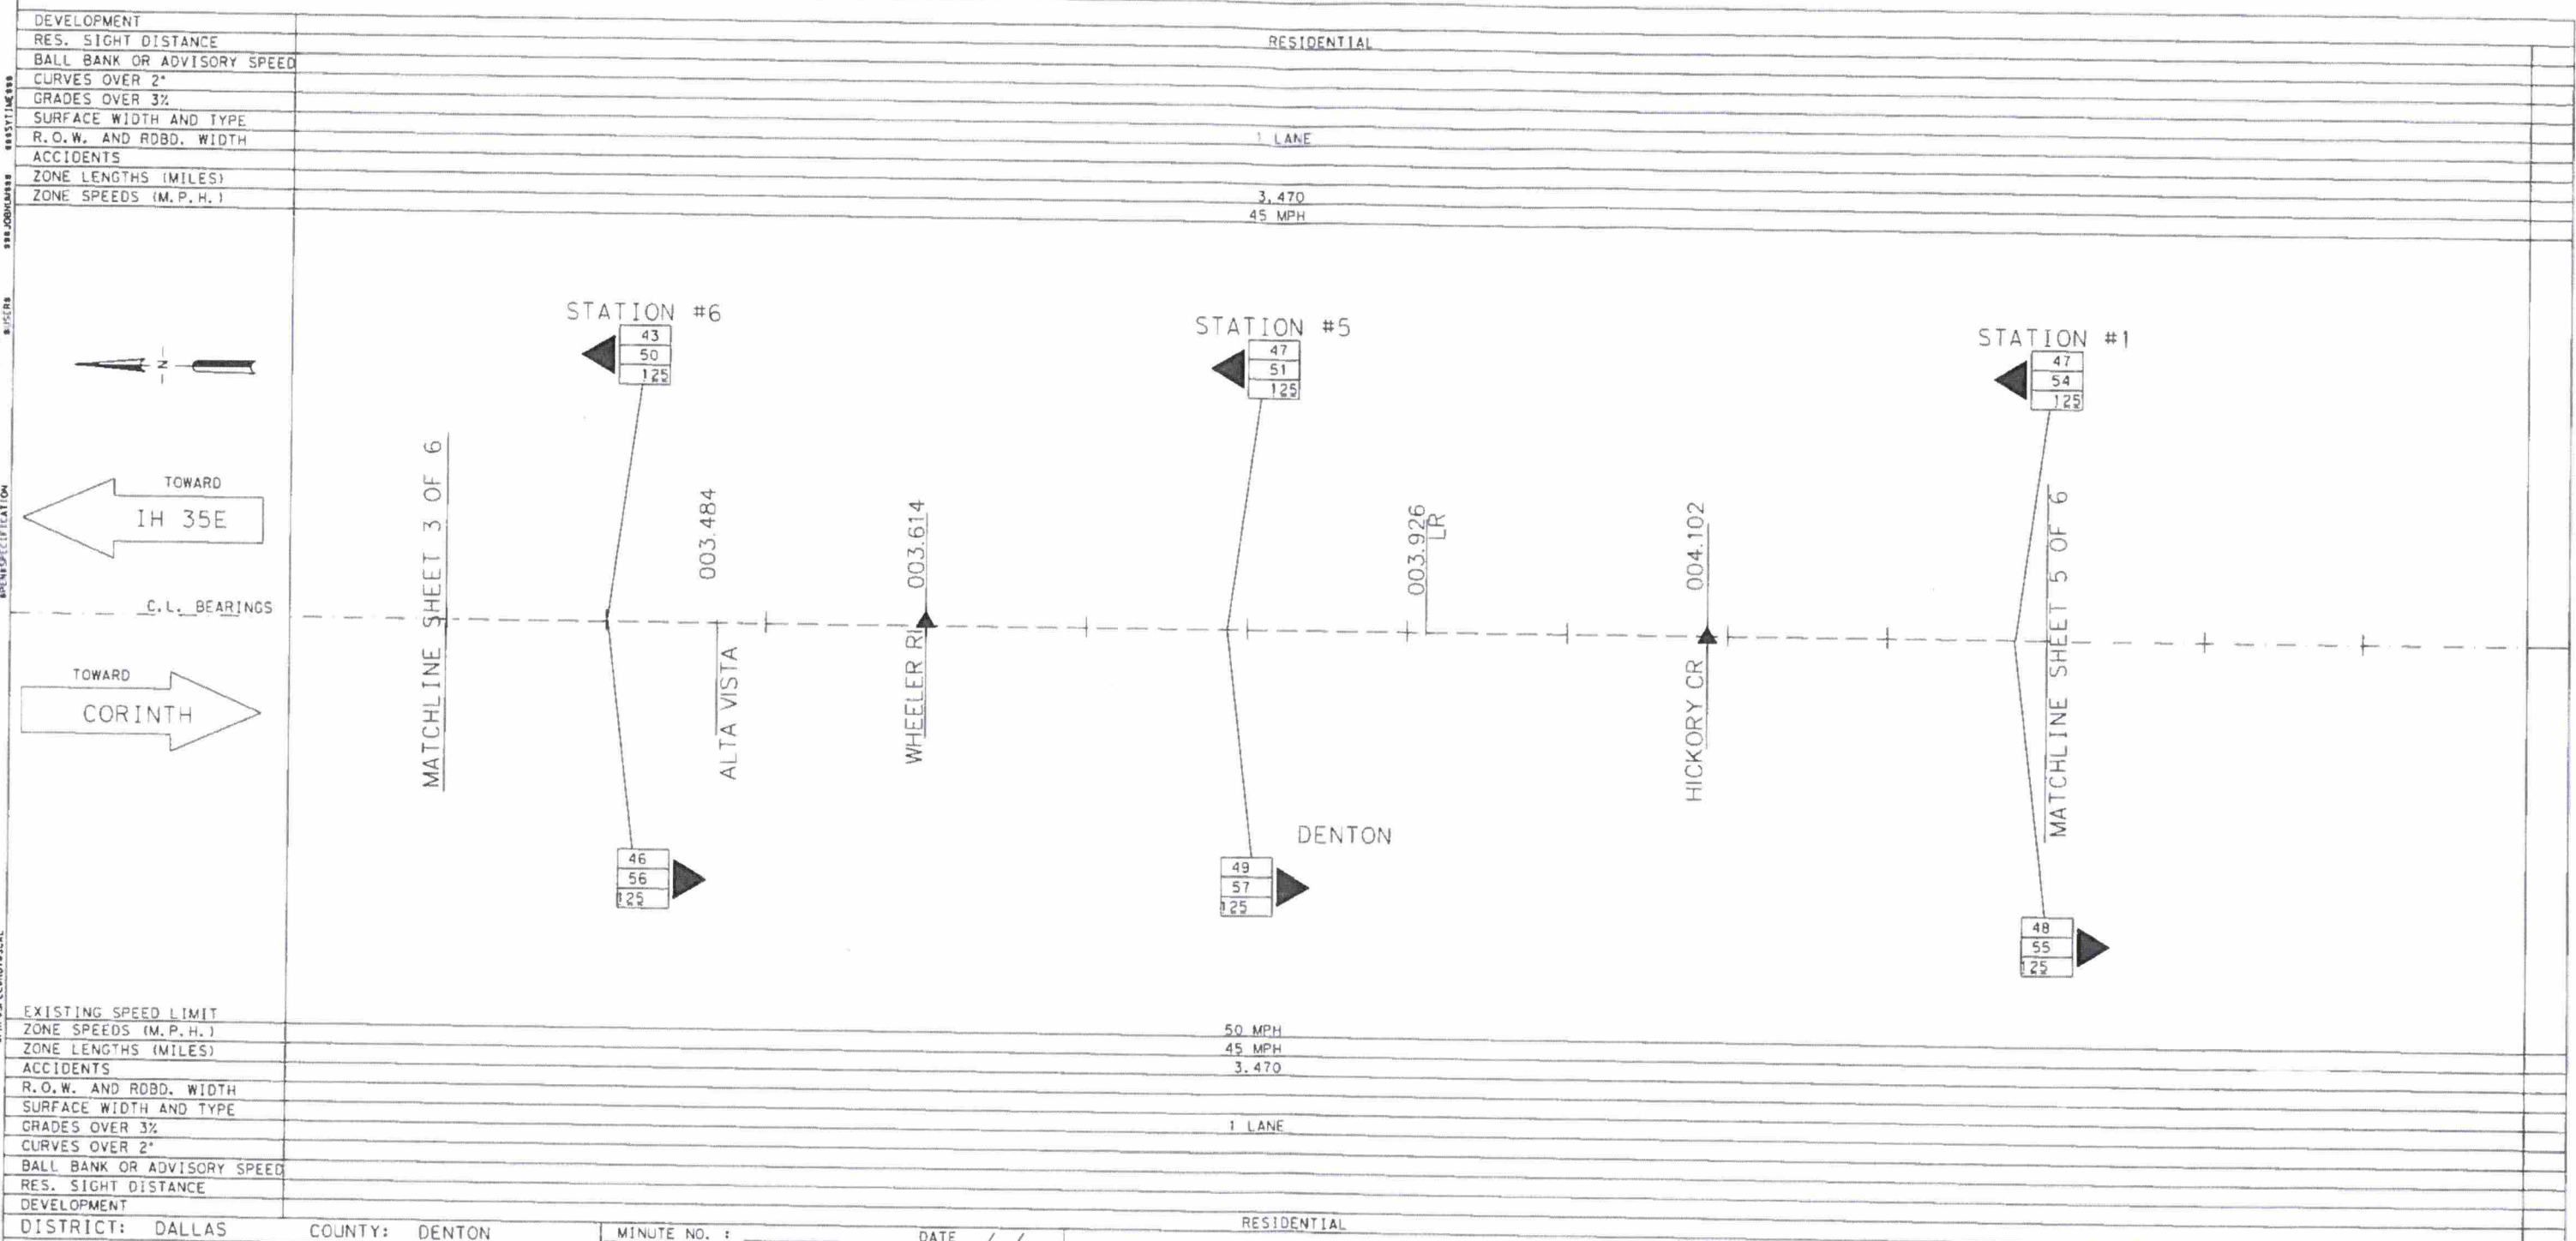 DEVELOPMENT
RESIDENTIAL
RES. SIGHT DISTANCE
BALL BANK OR ADVISORY SPEED
CURVES OVER 2°
GRADES OVER 3%
SURFACE WIDTH AND TYPE
1 LANE
R.O.W. AND RDBD. WIDTH
ACCIDENTS
ZONE LENGTHS (MILES)
3.470
ZONE SPEEDS (M.P.H.)
45 MPH
STATION #6
43
50
125
STATION #5
47
51
125
STATION #1
47
54
125
N
TOWARD
IH 35E
C.L. BEARINGS
TOWARD
CORINTH
MATCHLINE SHEET 3 OF 6
003.484
ALTA VISTA
003.614
WHEELER RI
003.926
LR
004.102
HICKORY CR
MATCHLINE SHEET 5 OF 6
46
56
125
DENTON
49
57
125
48
55
125
EXISTING SPEED LIMIT
50 MPH
ZONE SPEEDS (M.P.H.)
45 MPH
ZONE LENGTHS (MILES)
3.470
ACCIDENTS
R.O.W. AND RDBD. WIDTH
SURFACE WIDTH AND TYPE
1 LANE
GRADES OVER 3%
CURVES OVER 2°
BALL BANK OR ADVISORY SPEED
RES. SIGHT DISTANCE
DEVELOPMENT
RESIDENTIAL
DISTRICT: DALLAS COUNTY: DENTON MINUTE NO. : DATE / /
$USER$